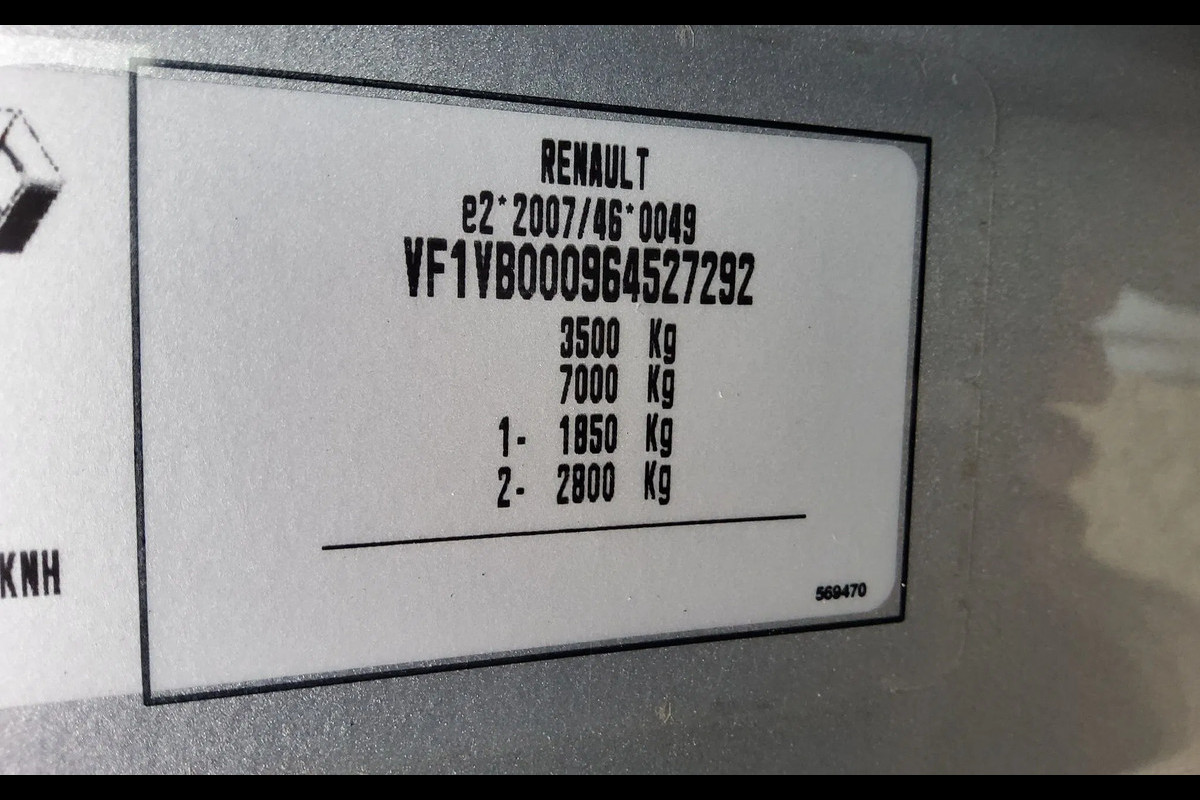 RENAULT
e2*2007/46*0049
VF1VB000964527292
3500 Kg
7000 Kg
1- 1850 Kg
2- 2800 Kg
KNH
569470